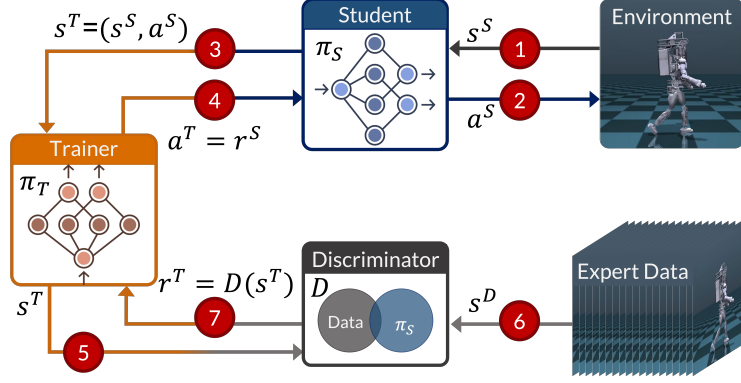 Student
Environment
s^T=(s^S, a^S)
3
π_S
s^S
1
4
a^T = r^S
2
a^S
Trainer
π_T
Discriminator
D
Data
π_S
Expert Data
s^T
r^T = D(s^T)
7
s^D
6
5